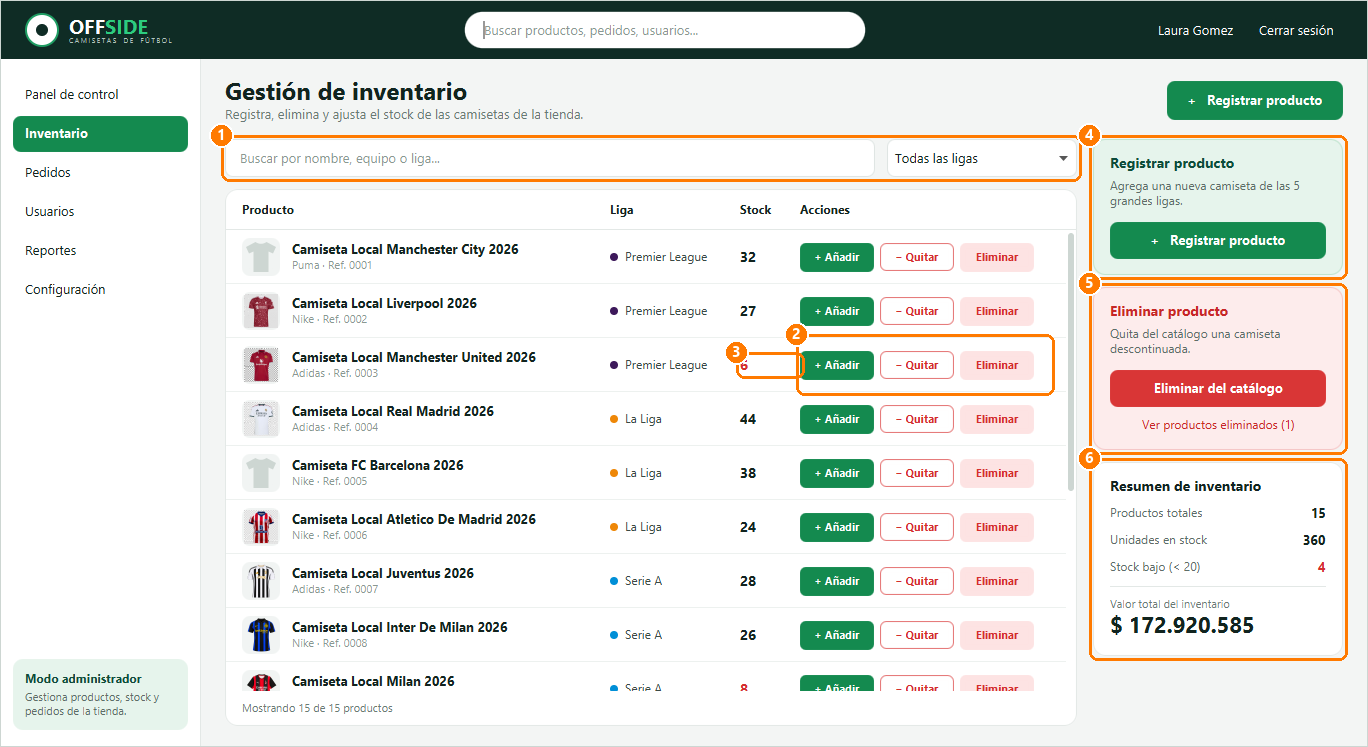 OFFSIDE
CAMISETAS DE FÚTBOL
Buscar productos, pedidos, usuarios...
Laura Gomez
Cerrar sesión
Panel de control
Inventario
Pedidos
Usuarios
Reportes
Configuración
Modo administrador
Gestiona productos, stock y
pedidos de la tienda.
Gestión de inventario
Registra, elimina y ajusta el stock de las camisetas de la tienda.
+ Registrar producto
1
Buscar por nombre, equipo o liga...
Todas las ligas
Producto Liga Stock Acciones
Camiseta Local Manchester City 2026
Puma · Ref. 0001
Premier League 32 + Añadir − Quitar Eliminar
Camiseta Local Liverpool 2026
Nike · Ref. 0002
Premier League 27 + Añadir − Quitar Eliminar
2
3
Camiseta Local Manchester United 2026
Adidas · Ref. 0003
Premier League 6 + Añadir − Quitar Eliminar
Camiseta Local Real Madrid 2026
Adidas · Ref. 0004
La Liga 44 + Añadir − Quitar Eliminar
Camiseta FC Barcelona 2026
Nike · Ref. 0005
La Liga 38 + Añadir − Quitar Eliminar
Camiseta Local Atletico De Madrid 2026
Nike · Ref. 0006
La Liga 24 + Añadir − Quitar Eliminar
Camiseta Local Juventus 2026
Adidas · Ref. 0007
Serie A 28 + Añadir − Quitar Eliminar
Camiseta Local Inter De Milan 2026
Nike · Ref. 0008
Serie A 26 + Añadir − Quitar Eliminar
Camiseta Local Milan 2026
Serie A 8 + Añadir − Quitar Eliminar
Mostrando 15 de 15 productos
4
Registrar producto
Agrega una nueva camiseta de las 5
grandes ligas.
+ Registrar producto
5
Eliminar producto
Quita del catálogo una camiseta
descontinuada.
Eliminar del catálogo
Ver productos eliminados (1)
6
Resumen de inventario
Productos totales 15
Unidades en stock 360
Stock bajo (< 20) 4
Valor total del inventario
$ 172.920.585